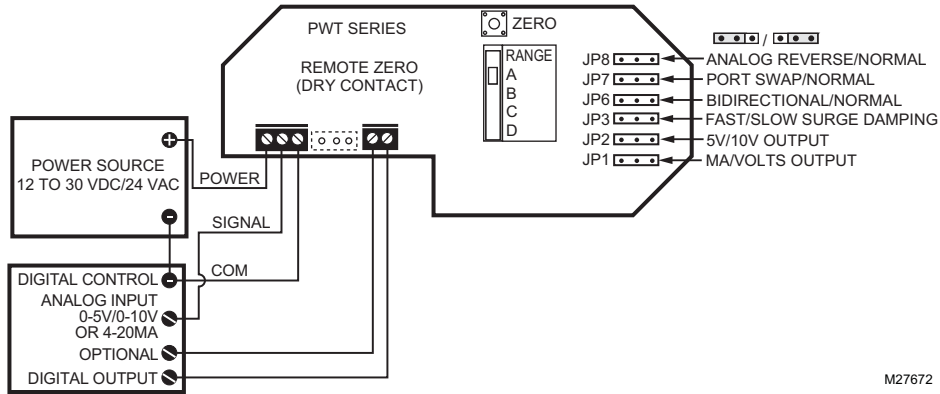 PWT SERIES
REMOTE ZERO
(DRY CONTACT)
ZERO
RANGE
A
B
C
D
/
JP8 ANALOG REVERSE/NORMAL
JP7 PORT SWAP/NORMAL
JP6 BIDIRECTIONAL/NORMAL
JP3 FAST/SLOW SURGE DAMPING
JP2 5V/10V OUTPUT
JP1 MA/VOLTS OUTPUT
POWER SOURCE
12 TO 30 VDC/24 VAC
POWER
SIGNAL
COM
DIGITAL CONTROL
ANALOG INPUT
0-5V/0-10V
OR 4-20MA
OPTIONAL
DIGITAL OUTPUT
M27672